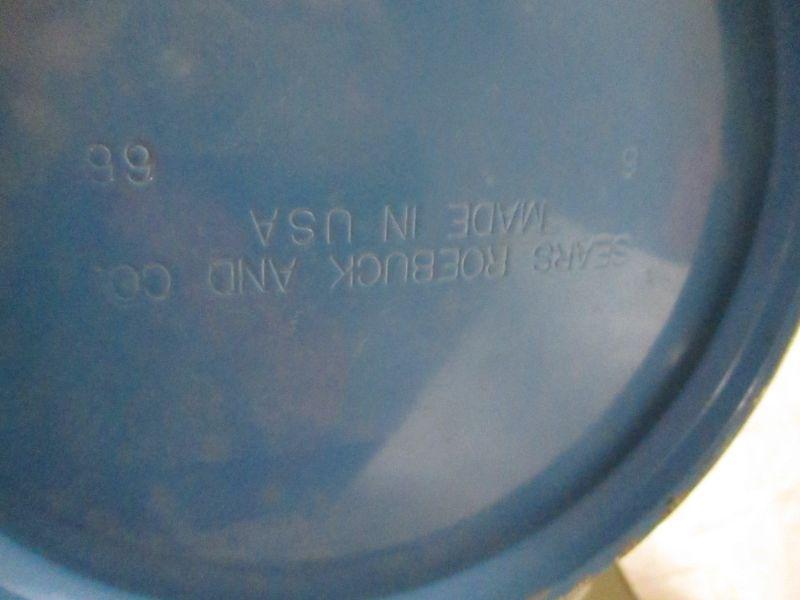 SEARS ROEBUCK AND CO.
MADE IN USA